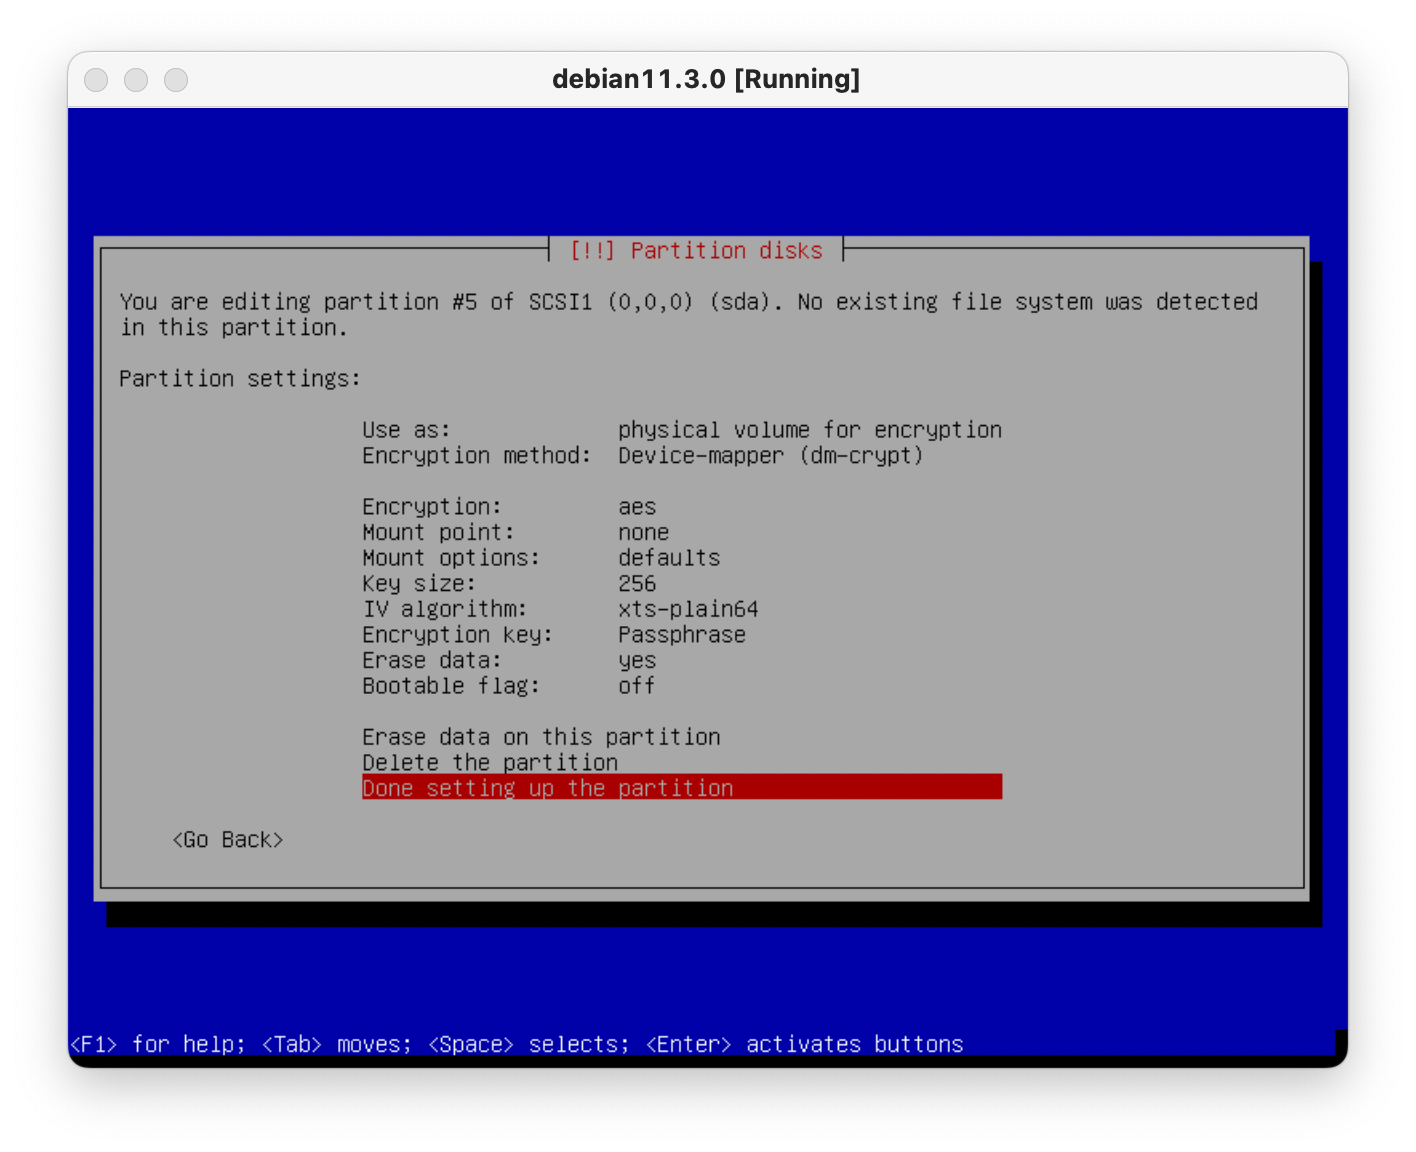 debian11.3.0 [Running]
[!!] Partition disks
You are editing partition #5 of SCSI1 (0,0,0) (sda). No existing file system was detected
in this partition.
Partition settings:
Use as: physical volume for encryption
Encryption method: Device-mapper (dm-crypt)
Encryption: aes
Mount point: none
Mount options: defaults
Key size: 256
IV algorithm: xts-plain64
Encryption key: Passphrase
Erase data: yes
Bootable flag: off
Erase data on this partition
Delete the partition
Done setting up the partition
<Go Back>
<F1> for help; <Tab> moves; <Space> selects; <Enter> activates buttons